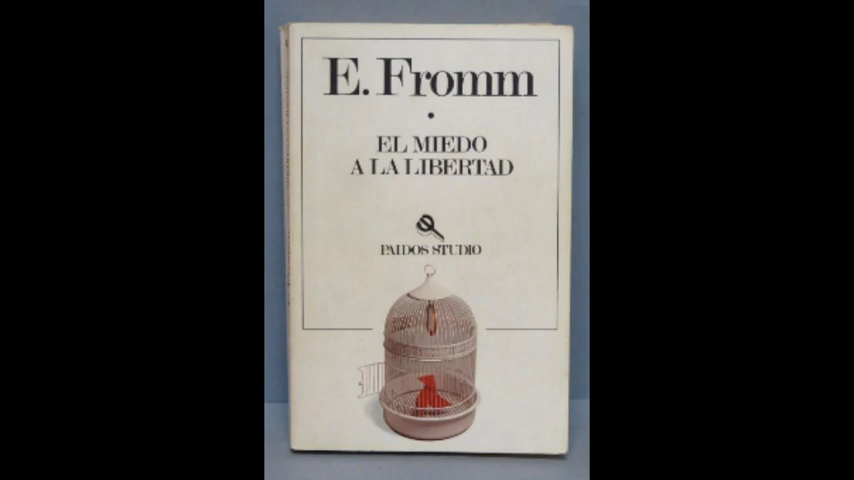 E. Fromm
EL MIEDO
A LA LIBERTAD
PAIDOS STUDIO